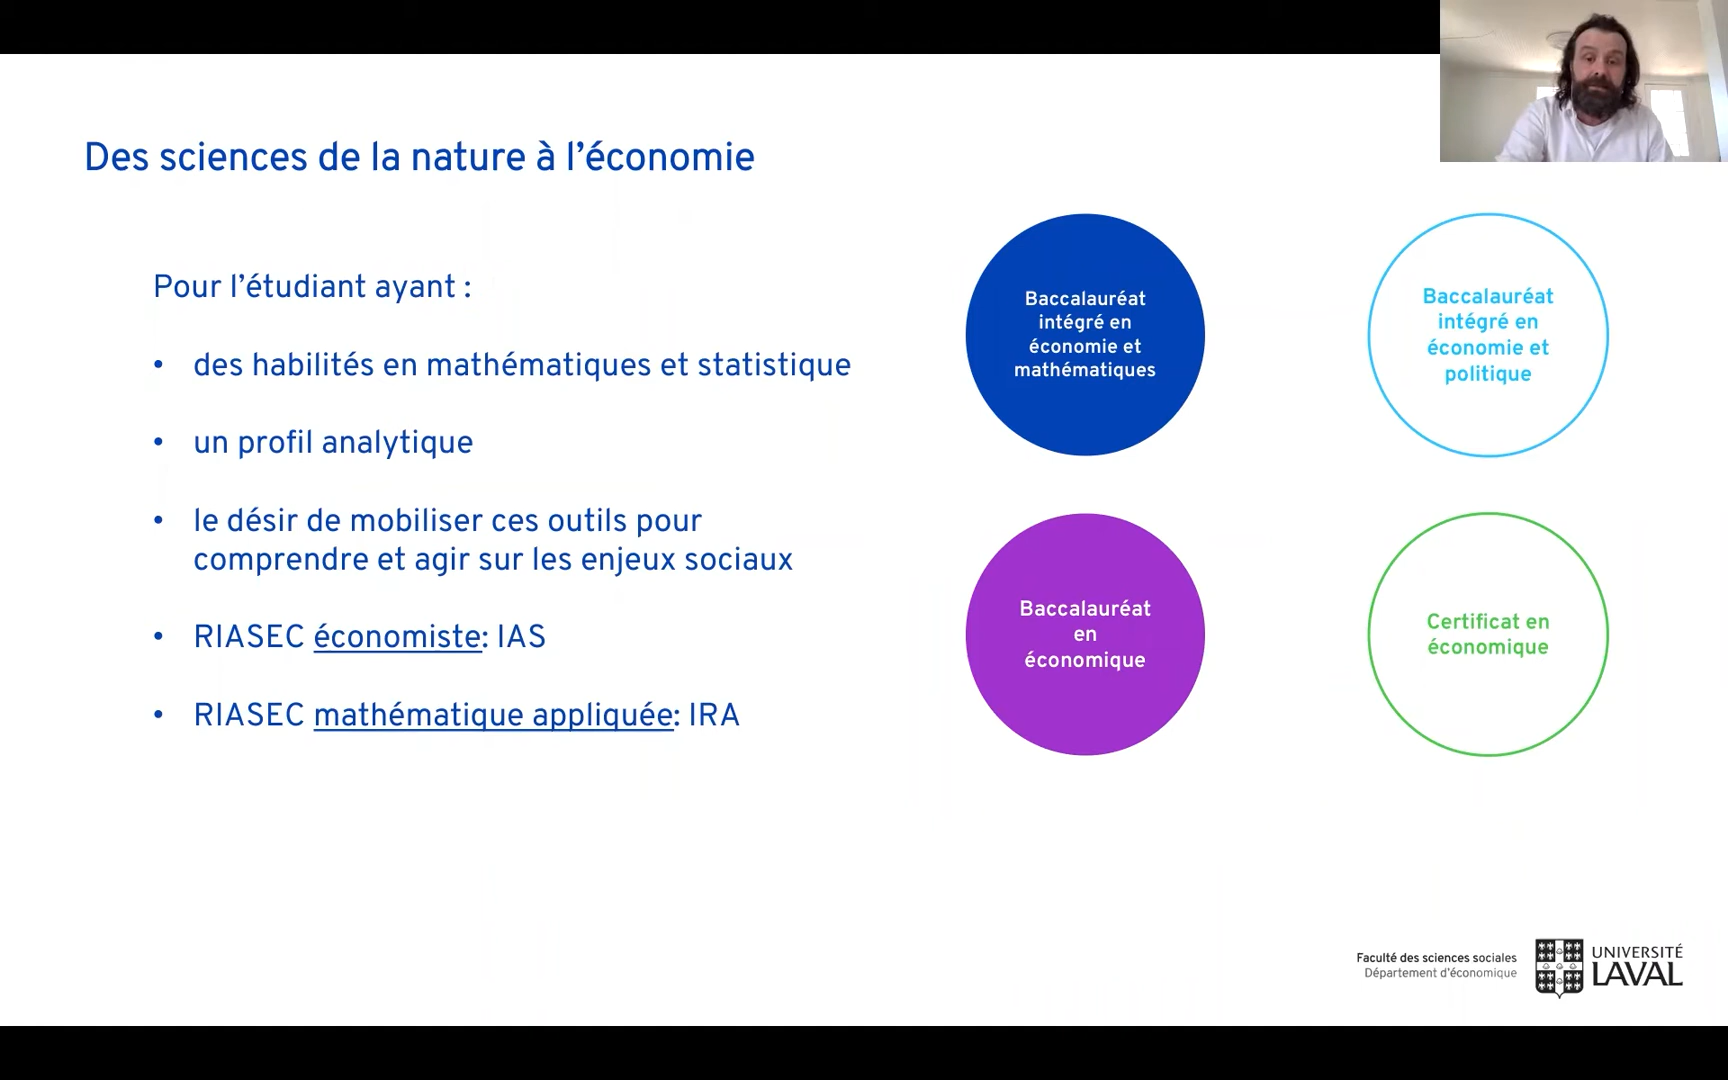 Des sciences de la nature à l’économie
Pour l’étudiant ayant :
• des habilités en mathématiques et statistique
• un profil analytique
• le désir de mobiliser ces outils pour
comprendre et agir sur les enjeux sociaux
• RIASEC économiste: IAS
• RIASEC mathématique appliquée: IRA
Baccalauréat
intégré en
économie et
mathématiques
Baccalauréat
intégré en
économie et
politique
Baccalauréat
en
économique
Certificat en
économique
Faculté des sciences sociales
Département d’économique
UNIVERSITÉ
LAVAL